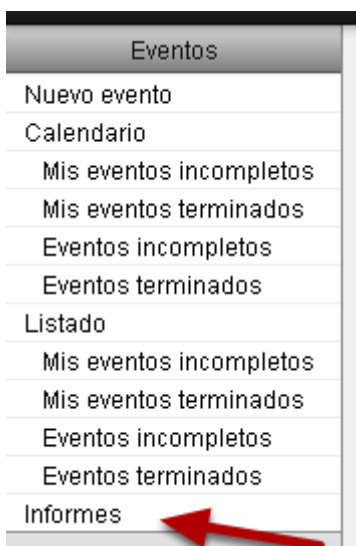 Eventos
Nuevo evento
Calendario
Mis eventos incompletos
Mis eventos terminados
Eventos incompletos
Eventos terminados
Listado
Mis eventos incompletos
Mis eventos terminados
Eventos incompletos
Eventos terminados
Informes